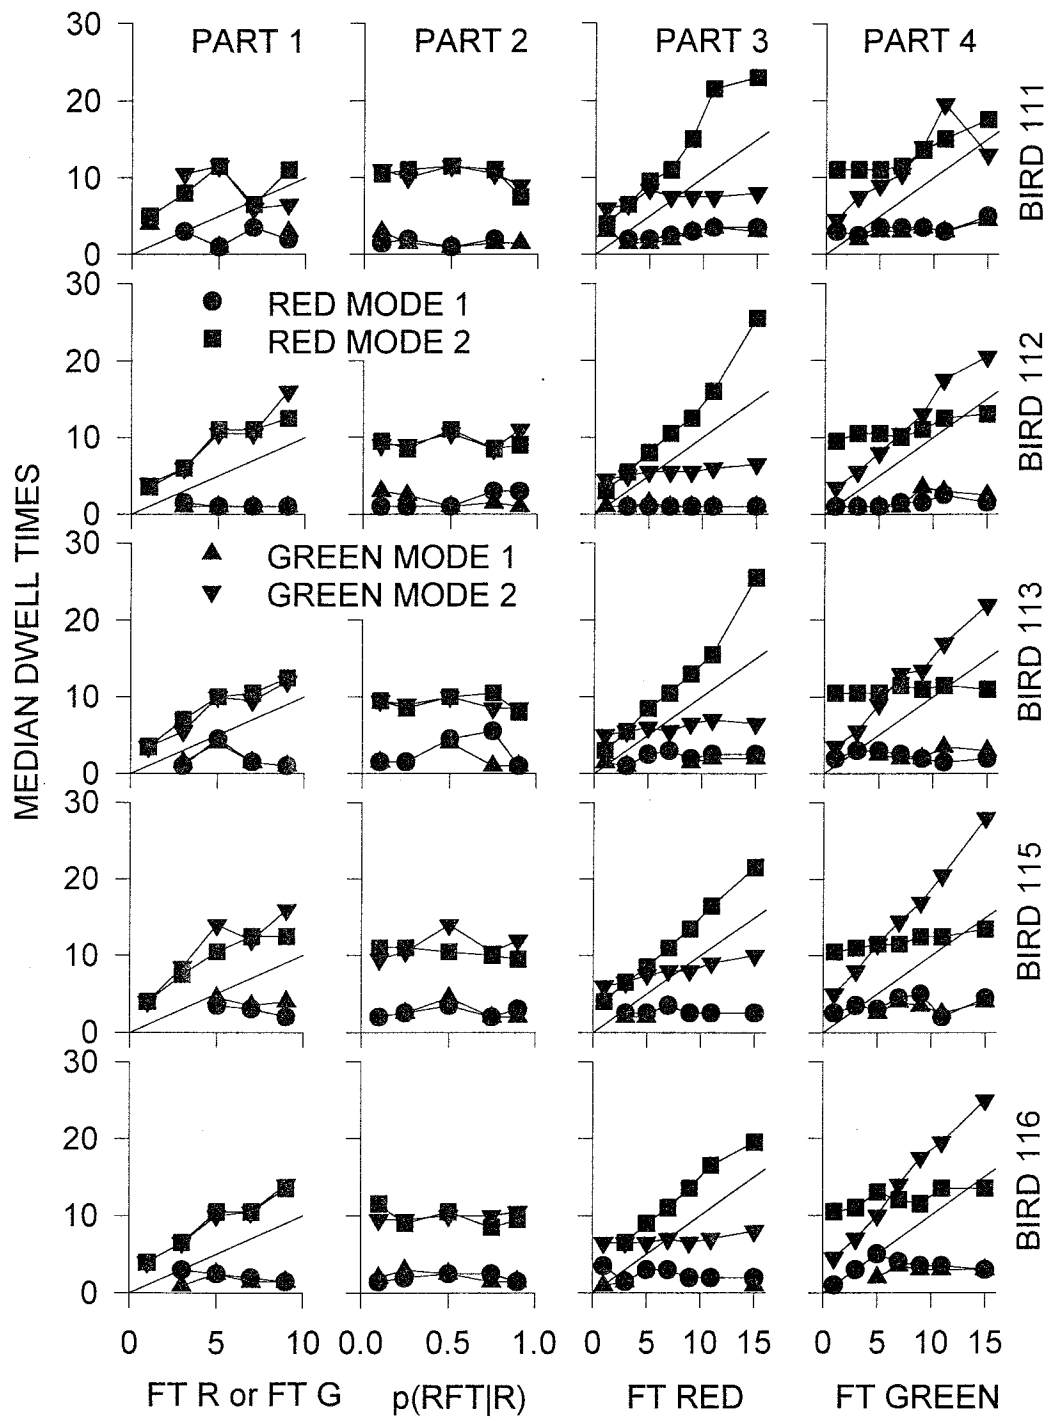 PART 1 PART 2 PART 3 PART 4
30
20
10
0
BIRD 111
30
RED MODE 1
RED MODE 2
20
10
0
BIRD 112
MEDIAN DWELL TIMES
30
GREEN MODE 1
GREEN MODE 2
20
10
0
BIRD 113
30
20
10
0
BIRD 115
30
20
10
0
BIRD 116
0 5 10 0.0 0.5 1.0 0 5 10 15 0 5 10 15
FT R or FT G p(RFT|R) FT RED FT GREEN